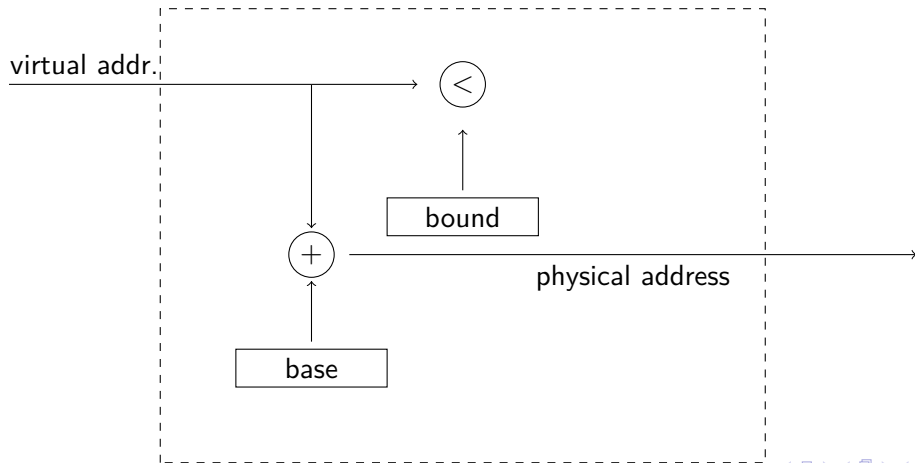 virtual addr.
<
bound
+
physical address
base